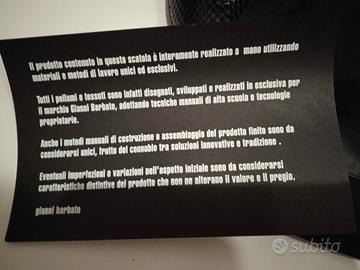 Il prodotto contenuto in questa scatola è interamente realizzato a mano utilizzando
materiali e metodi di lavoro unici ed esclusivi.
Tutti i pellami e tessuti sono infatti disegnati, sviluppati e realizzati in esclusiva per
il marchio Gianni Barbato, adottando tecniche manuali di alta scuola e tecnologie
proprietarie.
Anche i metodi manuali di costruzione e assemblaggio del prodotto finito sono da
considerarsi unici, frutto del connubio tra soluzioni innovative e tradizione .
Eventuali imperfezioni o variazioni nell'aspetto iniziale sono da considerarsi
caratteristiche distintive del prodotto che non ne alterano il valore e il pregio.
gianni barbato
subito